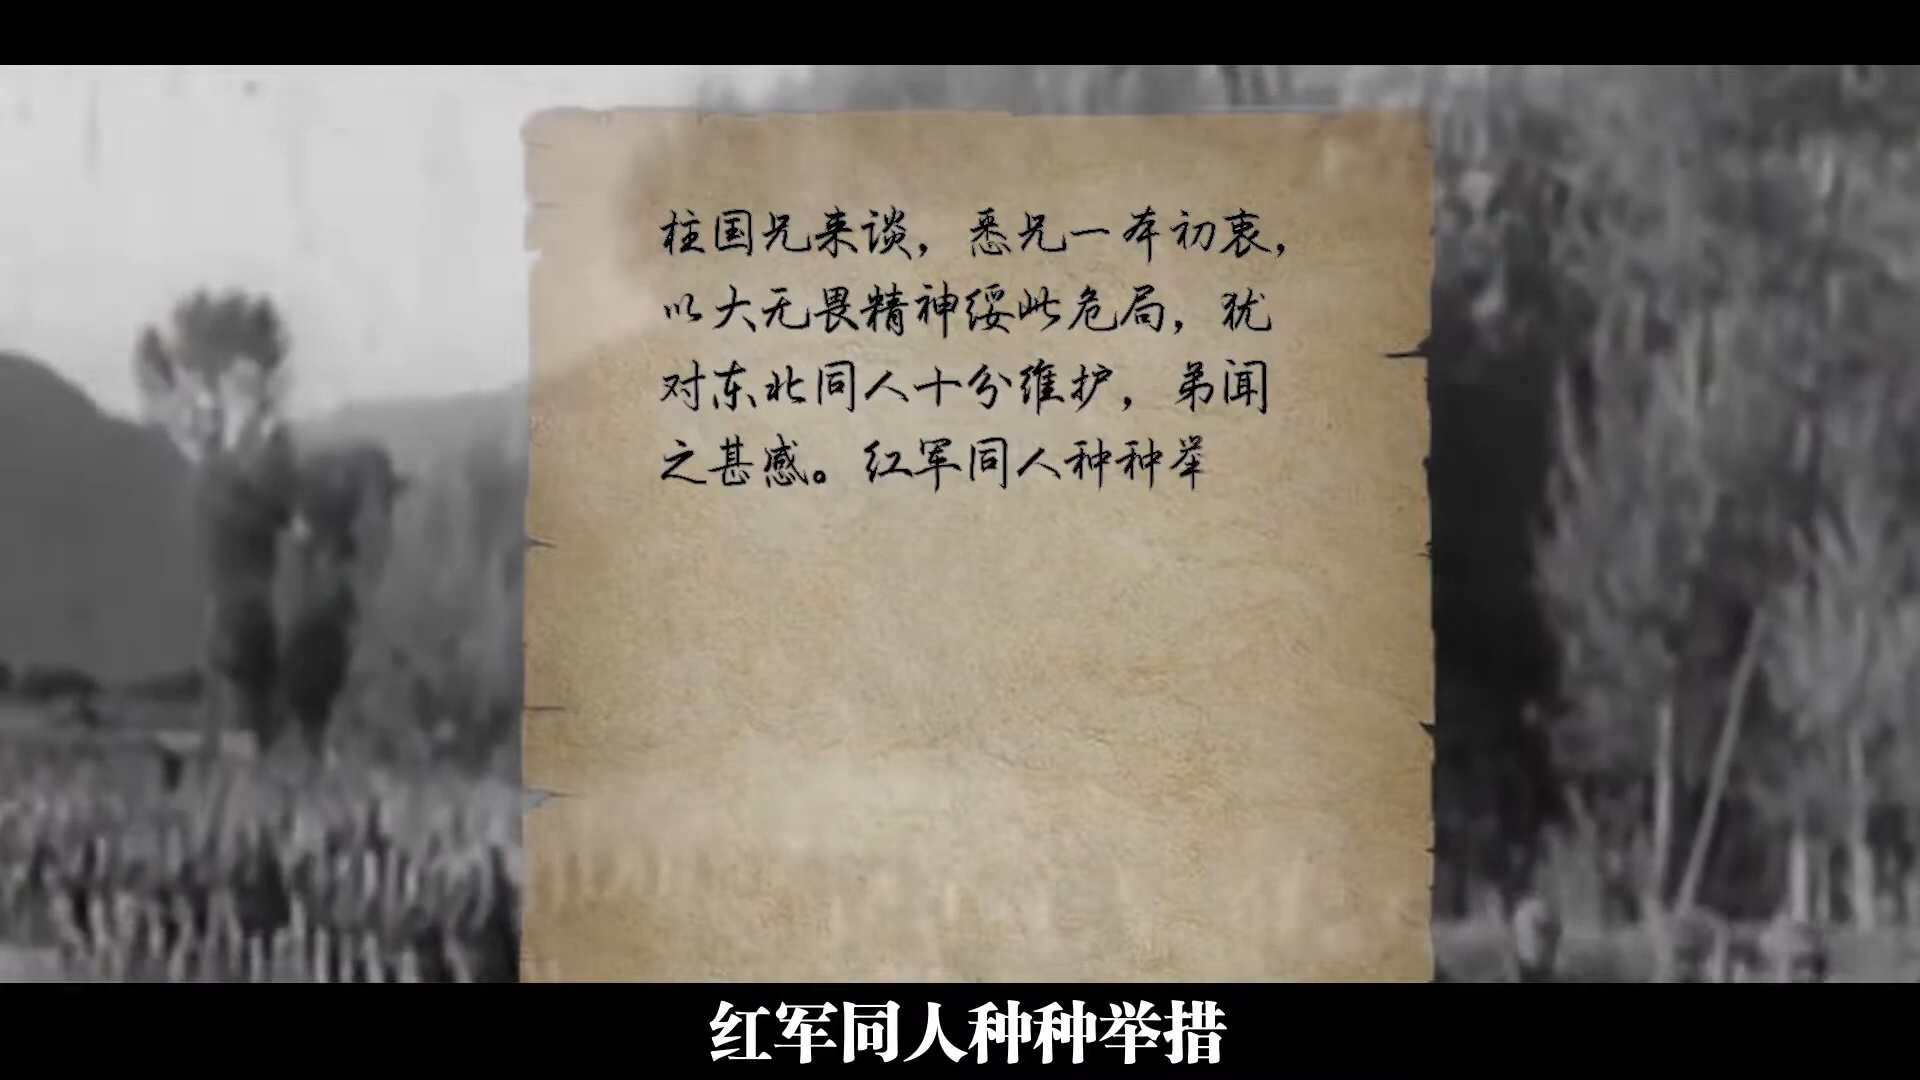 柱国兄来谈，悉兄一本初衷，
以大无畏精神绥此危局，犹
对东北同人十分维护，弟闻
之甚感。红军同人种种举
红军同人种种举措